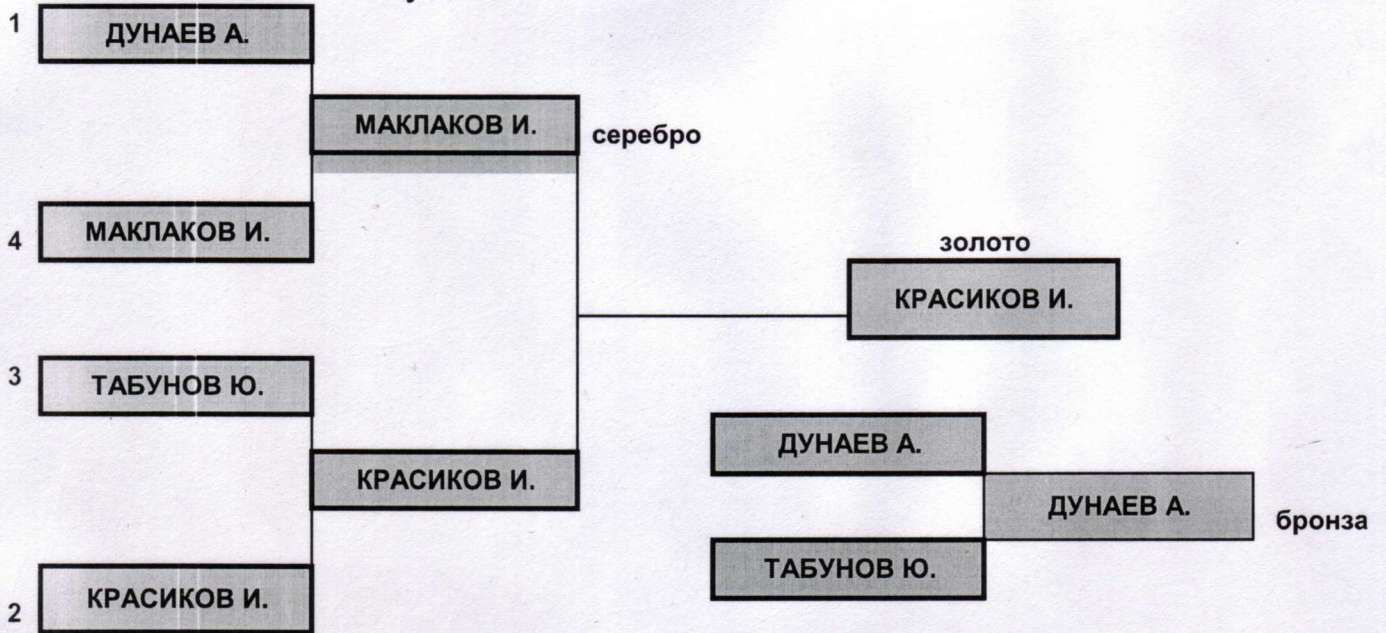 1 ДУНАЕВ А.
МАКЛАКОВ И. серебро
4 МАКЛАКОВ И.
золото
КРАСИКОВ И.
3 ТАБУНОВ Ю.
ДУНАЕВ А.
КРАСИКОВ И.
ДУНАЕВ А. бронза
ТАБУНОВ Ю.
2 КРАСИКОВ И.